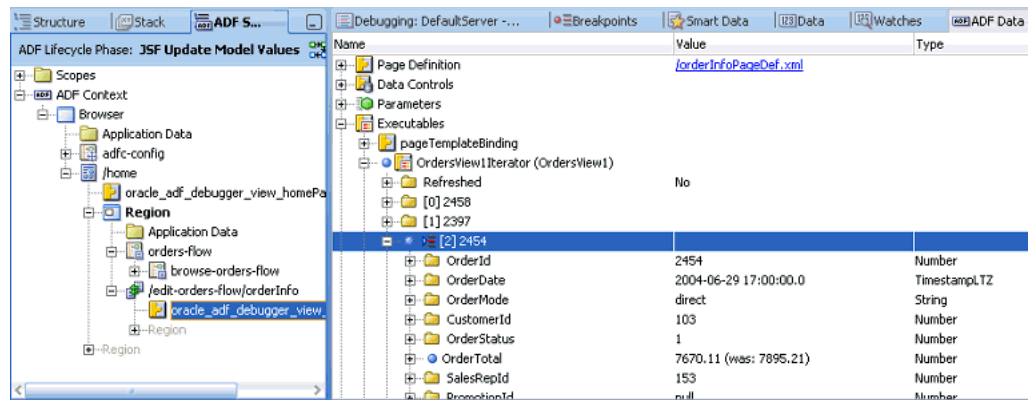 Structure
Stack
ADF S...
ADF Lifecycle Phase: JSF Update Model Values
Scopes
ADF Context
Browser
Application Data
adfc-config
/home
oracle_adf_debugger_view_homePa
Region
Application Data
orders-flow
browse-orders-flow
/edit-orders-flow/orderInfo
oracle_adf_debugger_view_
Region
Region
Debugging: DefaultServer -...
Breakpoints
Smart Data
Data
Watches
ADF Data
Name Value Type
Page Definition /orderInfoPageDef.xml
Data Controls
Parameters
Executables
pageTemplateBinding
OrdersView1Iterator (OrdersView1)
Refreshed No
[0] 2458
[1] 2397
[2] 2454
OrderId 2454 Number
OrderDate 2004-06-29 17:00:00.0 TimestampLTZ
OrderMode direct String
CustomerId 103 Number
OrderStatus 1 Number
OrderTotal 7670.11 (was: 7895.21) Number
SalesRepId 153 Number
PromotionId null Number